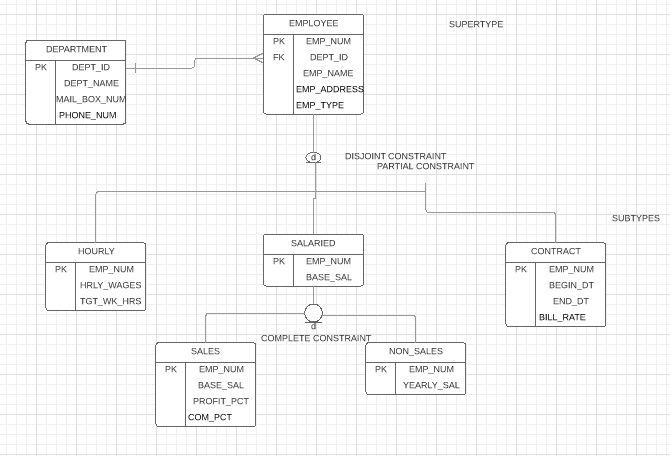 EMPLOYEE
SUPERTYPE
PK EMP_NUM
FK DEPT_ID
EMP_NAME
EMP_ADDRESS
EMP_TYPE
DEPARTMENT
PK DEPT_ID
DEPT_NAME
MAIL_BOX_NUM
PHONE_NUM
d
DISJOINT CONSTRAINT
PARTIAL CONSTRAINT
SUBTYPES
HOURLY
PK EMP_NUM
HRLY_WAGES
TGT_WK_HRS
SALARIED
PK EMP_NUM
BASE_SAL
CONTRACT
PK EMP_NUM
BEGIN_DT
END_DT
BILL_RATE
d
COMPLETE CONSTRAINT
SALES
PK EMP_NUM
BASE_SAL
PROFIT_PCT
COM_PCT
NON_SALES
PK EMP_NUM
YEARLY_SAL